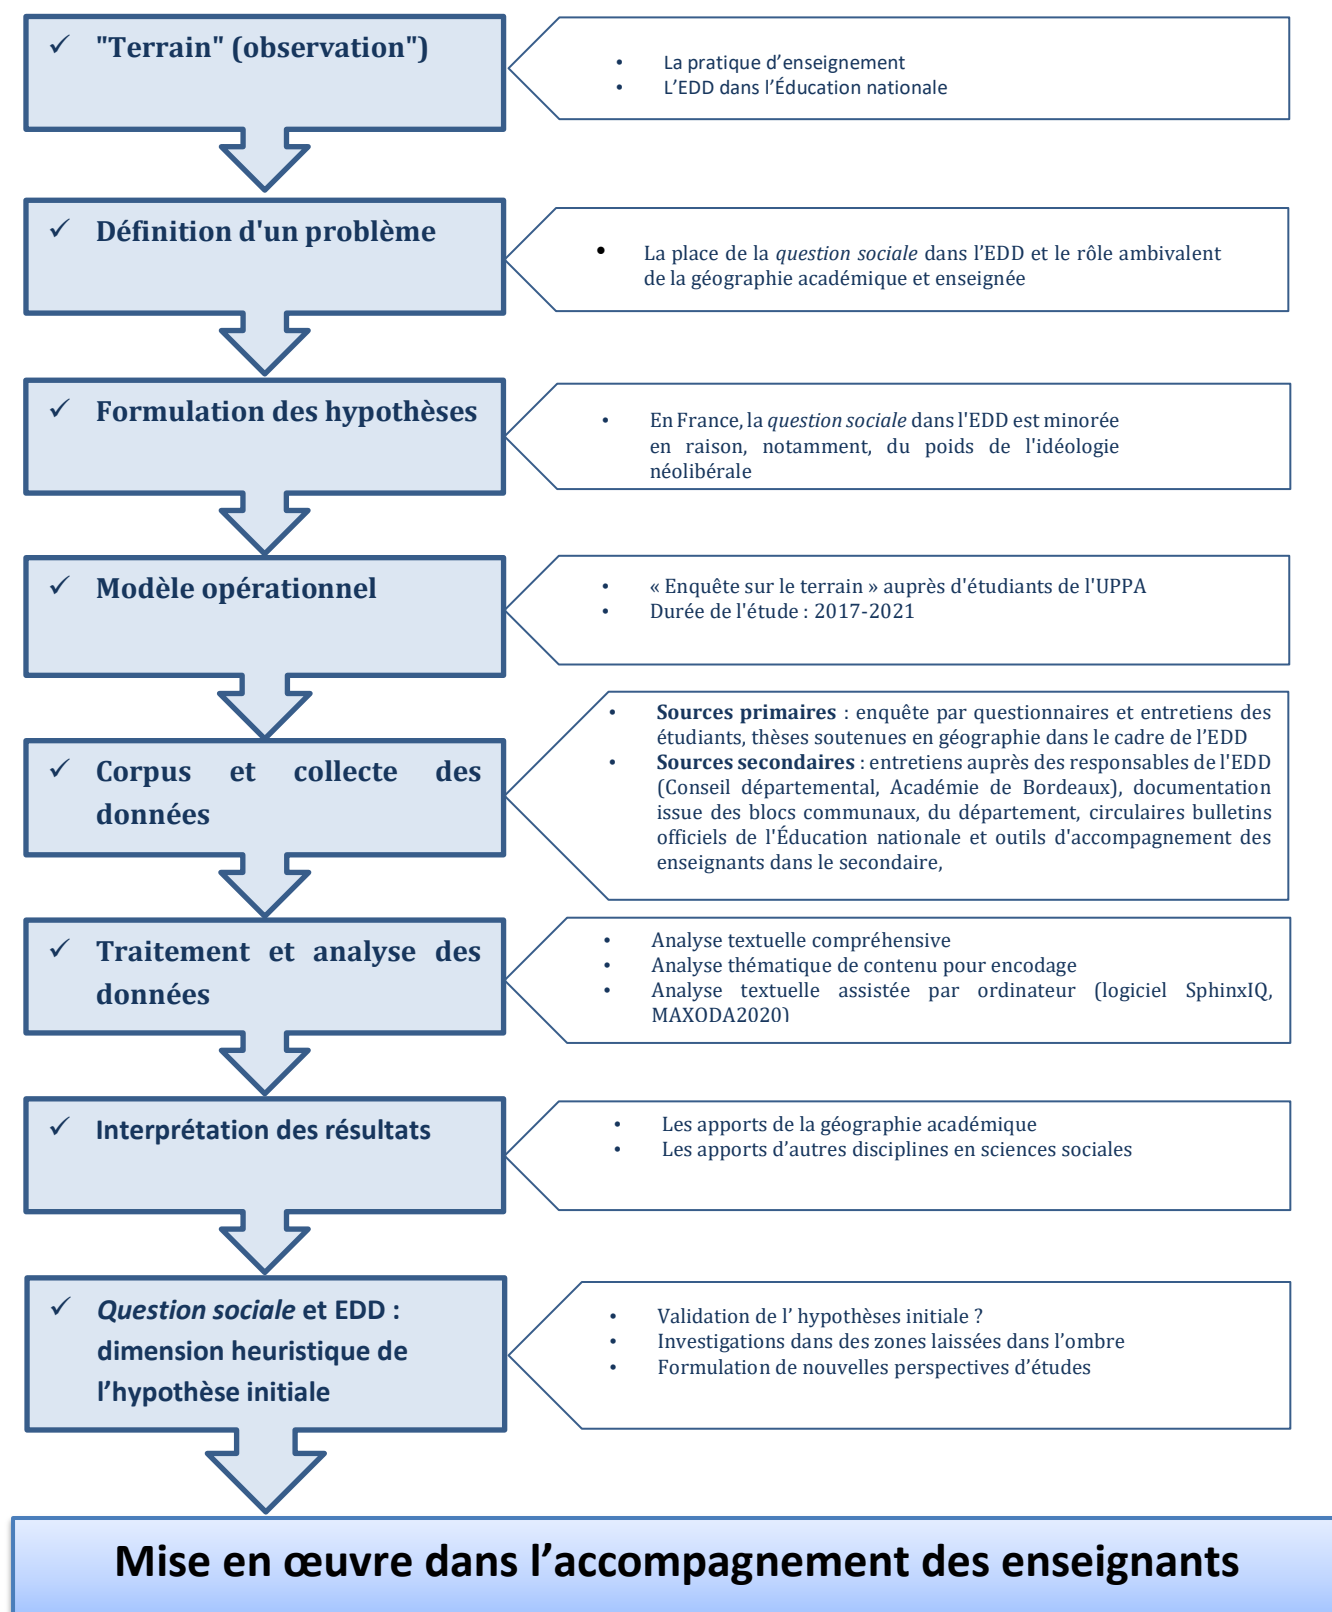 ✓ "Terrain" (observation")
• La pratique d'enseignement
• L'EDD dans l'Éducation nationale
✓ Définition d'un problème
• La place de la question sociale dans l'EDD et le rôle ambivalent
de la géographie académique et enseignée
✓ Formulation des hypothèses
• En France, la question sociale dans l'EDD est minorée
en raison, notamment, du poids de l'idéologie
néolibérale
✓ Modèle opérationnel
• « Enquête sur le terrain » auprès d'étudiants de l'UPPA
• Durée de l'étude : 2017-2021
✓ Corpus et collecte des
données
• Sources primaires : enquête par questionnaires et entretiens des
étudiants, thèses soutenues en géographie dans le cadre de l'EDD
• Sources secondaires : entretiens auprès des responsables de l'EDD
(Conseil départemental, Académie de Bordeaux), documentation
issue des blocs communaux, du département, circulaires bulletins
officiels de l'Éducation nationale et outils d'accompagnement des
enseignants dans le secondaire,
✓ Traitement et analyse des
données
• Analyse textuelle compréhensive
• Analyse thématique de contenu pour encodage
• Analyse textuelle assistée par ordinateur (logiciel SphinxIQ,
MAXODA2020)
✓ Interprétation des résultats
• Les apports de la géographie académique
• Les apports d'autres disciplines en sciences sociales
✓ Question sociale et EDD :
dimension heuristique de
l'hypothèse initiale
• Validation de l' hypothèses initiale ?
• Investigations dans des zones laissées dans l'ombre
• Formulation de nouvelles perspectives d'études
Mise en œuvre dans l'accompagnement des enseignants